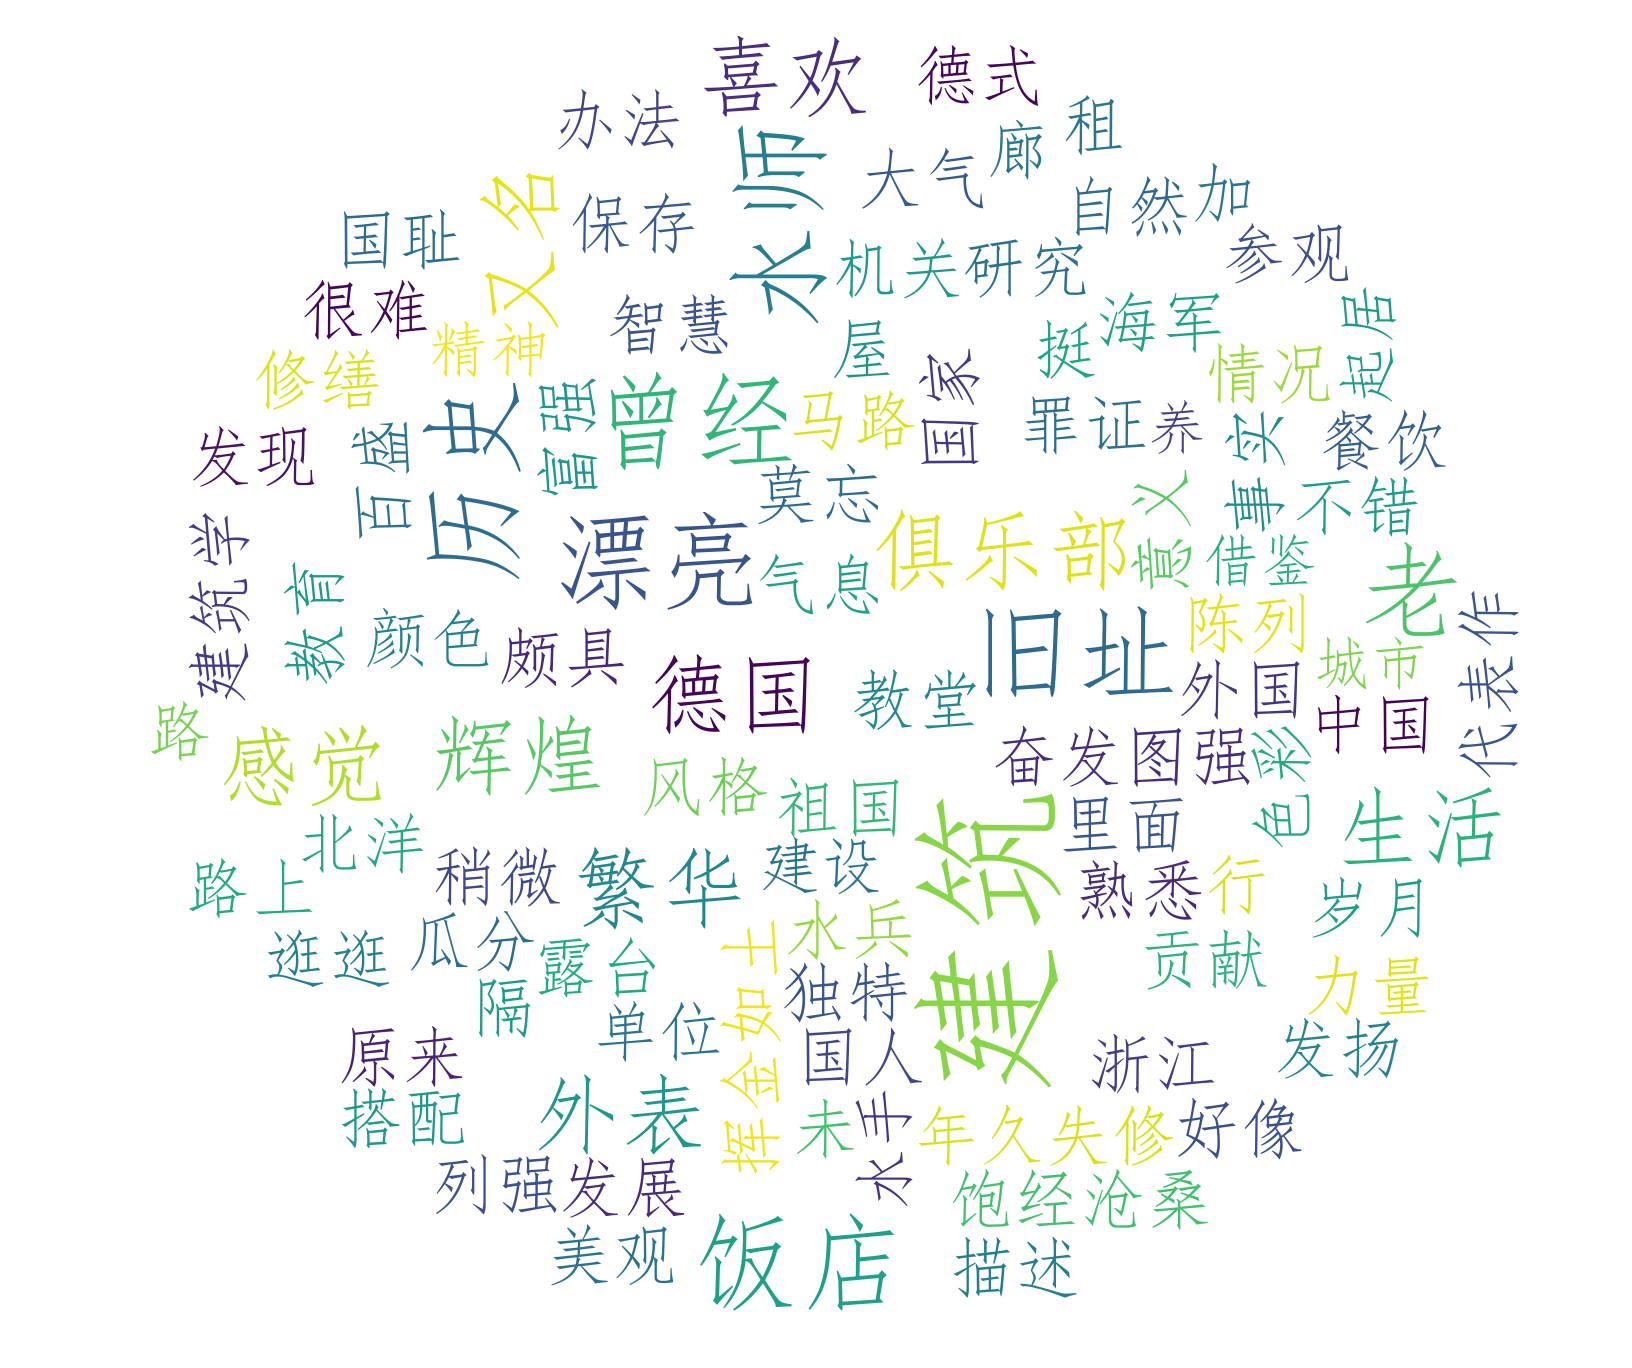 喜欢
德式
办法
水师
大气
廊
租
又名
保存
自然
加
国耻
机关
研究
参观
很难
智慧
屋
挺
海军
起居
精神
修缮
富强
曾经
马路
国家
情况
历史
罪证
养
事实
餐饮
发现
百盛
莫忘
意义
不错
建筑学
漂亮
气息
俱乐部
借鉴
老
教育
颜色
颇具
德国
旧址
陈列
城市
代表作
教堂
外国
中国
路
感觉
辉煌
风格
祖国
奋发图强
色彩
北洋
建筑
里面
生活
路上
稍微
繁华
建设
熟悉
行
岁月
逛逛
瓜分
露台
水兵
贡献
隔
单位
挥金如土
独特
力量
原来
国人
浙江
发扬
搭配
外表
未
水手
年久失修
好像
列强
发展
饱经沧桑
美观
饭店
描述